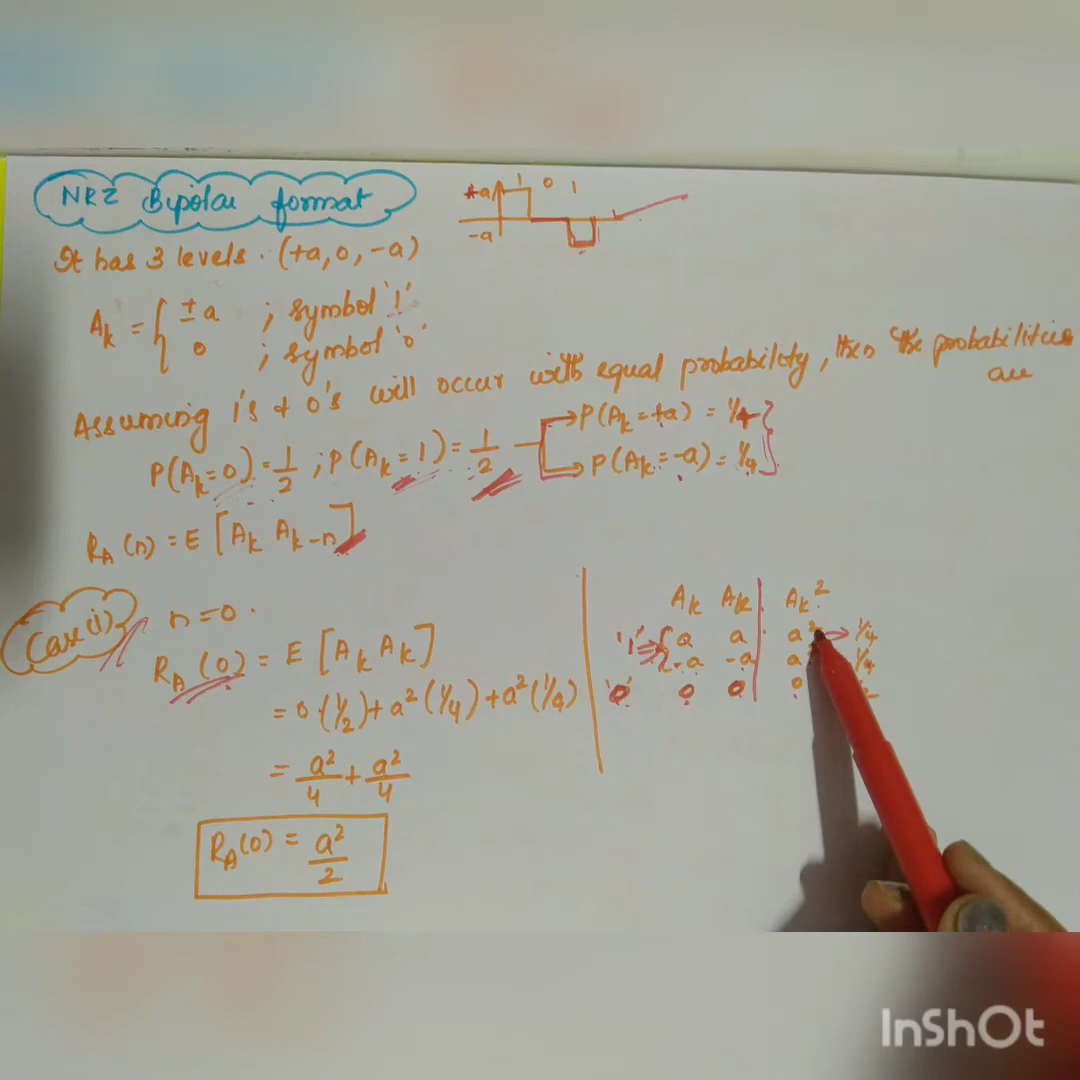 NRZ Bipolar format
+a 1 0 1
-a
It has 3 levels. (+a, 0, -a)
Ak = { ±a ; symbol '1'
0 ; symbol '0'
Assuming 1's & 0's will occur with equal probability, then the probabilities are
P(Ak=0) = 1/2 ; P(Ak=1) = 1/2
P(Ak=+a) = 1/4
P(Ak=-a) = 1/4
RA(n) = E[Ak Ak-n]
Case(i) n=0.
RA(0) = E[Ak Ak]
= 0(1/2) + a²(1/4) + a²(1/4)
= a²/4 + a²/4
RA(0) = a²/2
Ak Ak Ak²
'1' a a a² → 1/4
-a -a a² 1/4
'0' 0 0 0
InShOt